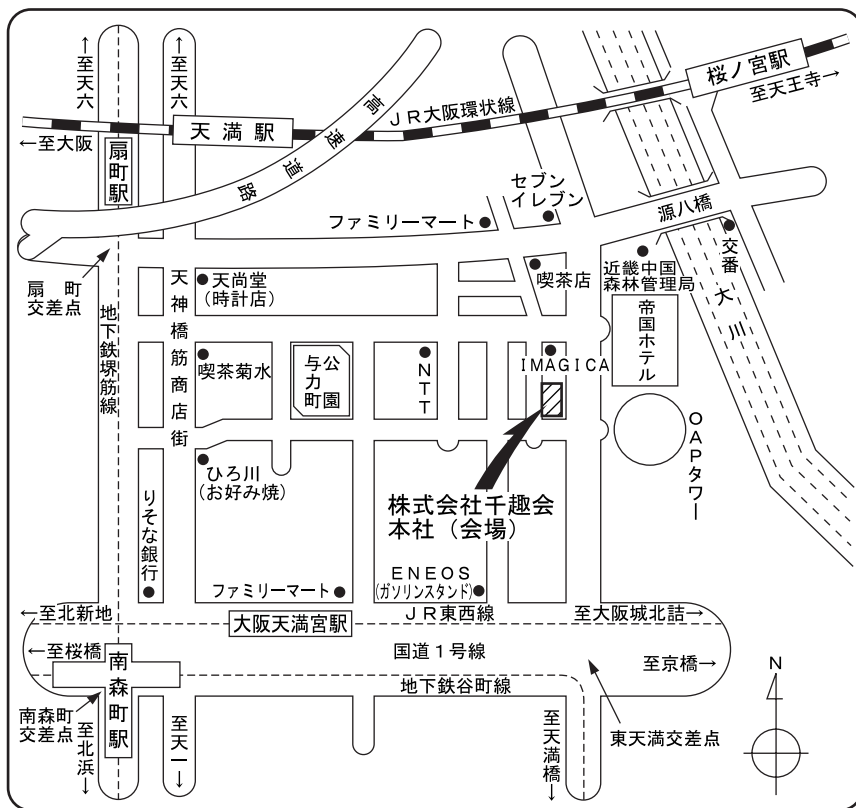 ↑至天六
↑至天六
桜ノ宮駅
至天王寺→
JR大阪環状線
天満駅
←至大阪
高速道路
扇町駅
セブン
イレブン
ファミリーマート
源八橋
交番
天尚堂
(時計店)
喫茶店
近畿中国
森林管理局
大川
扇町
交差点
天神橋筋商店街
地下鉄堺筋線
帝国ホテル
喫茶菊水
与力町
公園
NTT
IMAGICA
OAPタワー
ひろ川
(お好み焼)
りそな銀行
株式会社千趣会
本社(会場)
ENEOS
(ガソリンスタンド)
ファミリーマート
←至北新地
大阪天満宮駅
JR東西線
至大阪城北詰→
←至桜橋
国道1号線
至京橋→
南森町駅
地下鉄谷町線
N
南森町
交差点
至北浜↓
至天一↓
至天満橋↓
東天満交差点